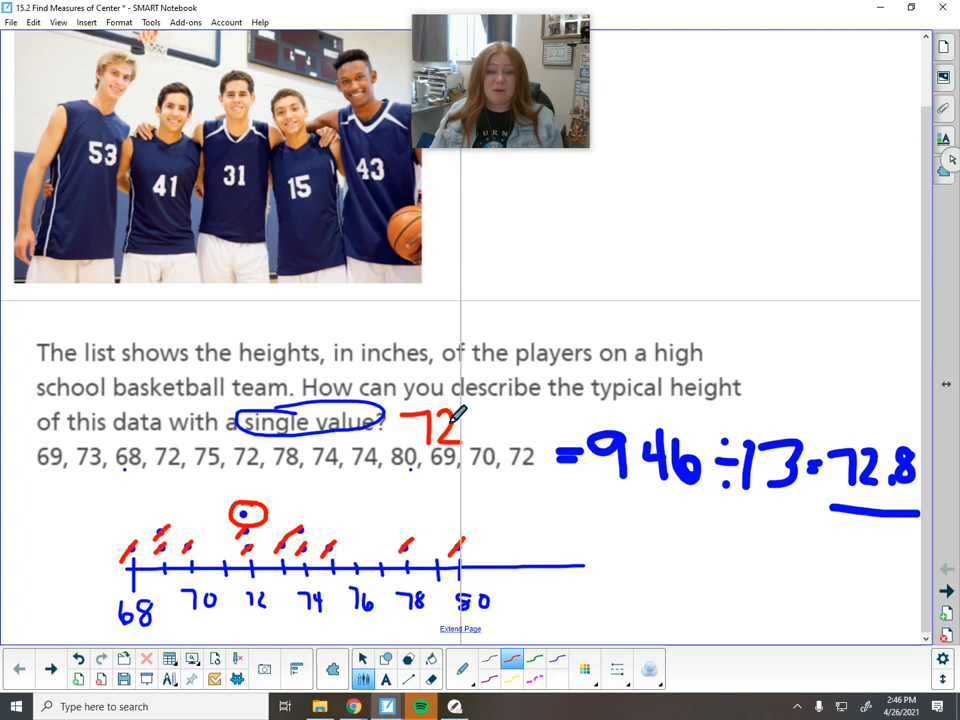 15.2 Find Measures of Center * - SMART Notebook
File Edit View Insert Format Tools Add-ons Account Help
53 41 31 15 43
The list shows the heights, in inches, of the players on a high
school basketball team. How can you describe the typical height
of this data with a single value? 72
69, 73, 68, 72, 75, 72, 78, 74, 74, 80, 69, 70, 72
=946÷13=72.8
68 70 72 74 76 78 80
Extend Page
Type here to search
2:46 PM
4/26/2021